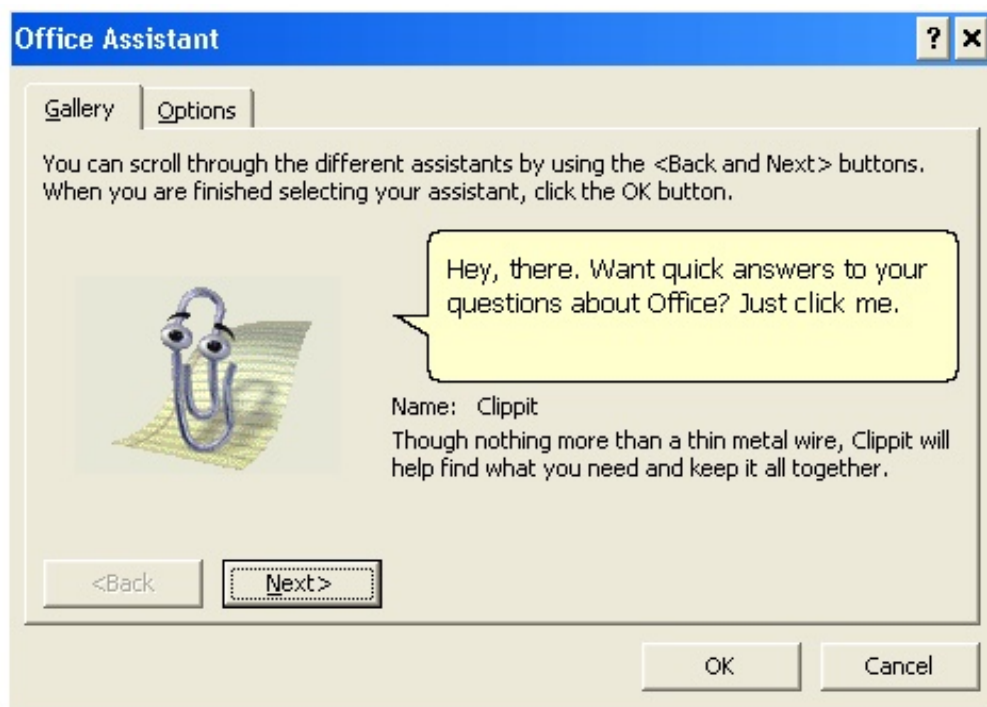 Office Assistant
Gallery
Options
You can scroll through the different assistants by using the <Back and Next> buttons.
When you are finished selecting your assistant, click the OK button.
Hey, there. Want quick answers to your
questions about Office? Just click me.
Name: Clippit
Though nothing more than a thin metal wire, Clippit will
help find what you need and keep it all together.
<Back
Next>
OK
Cancel